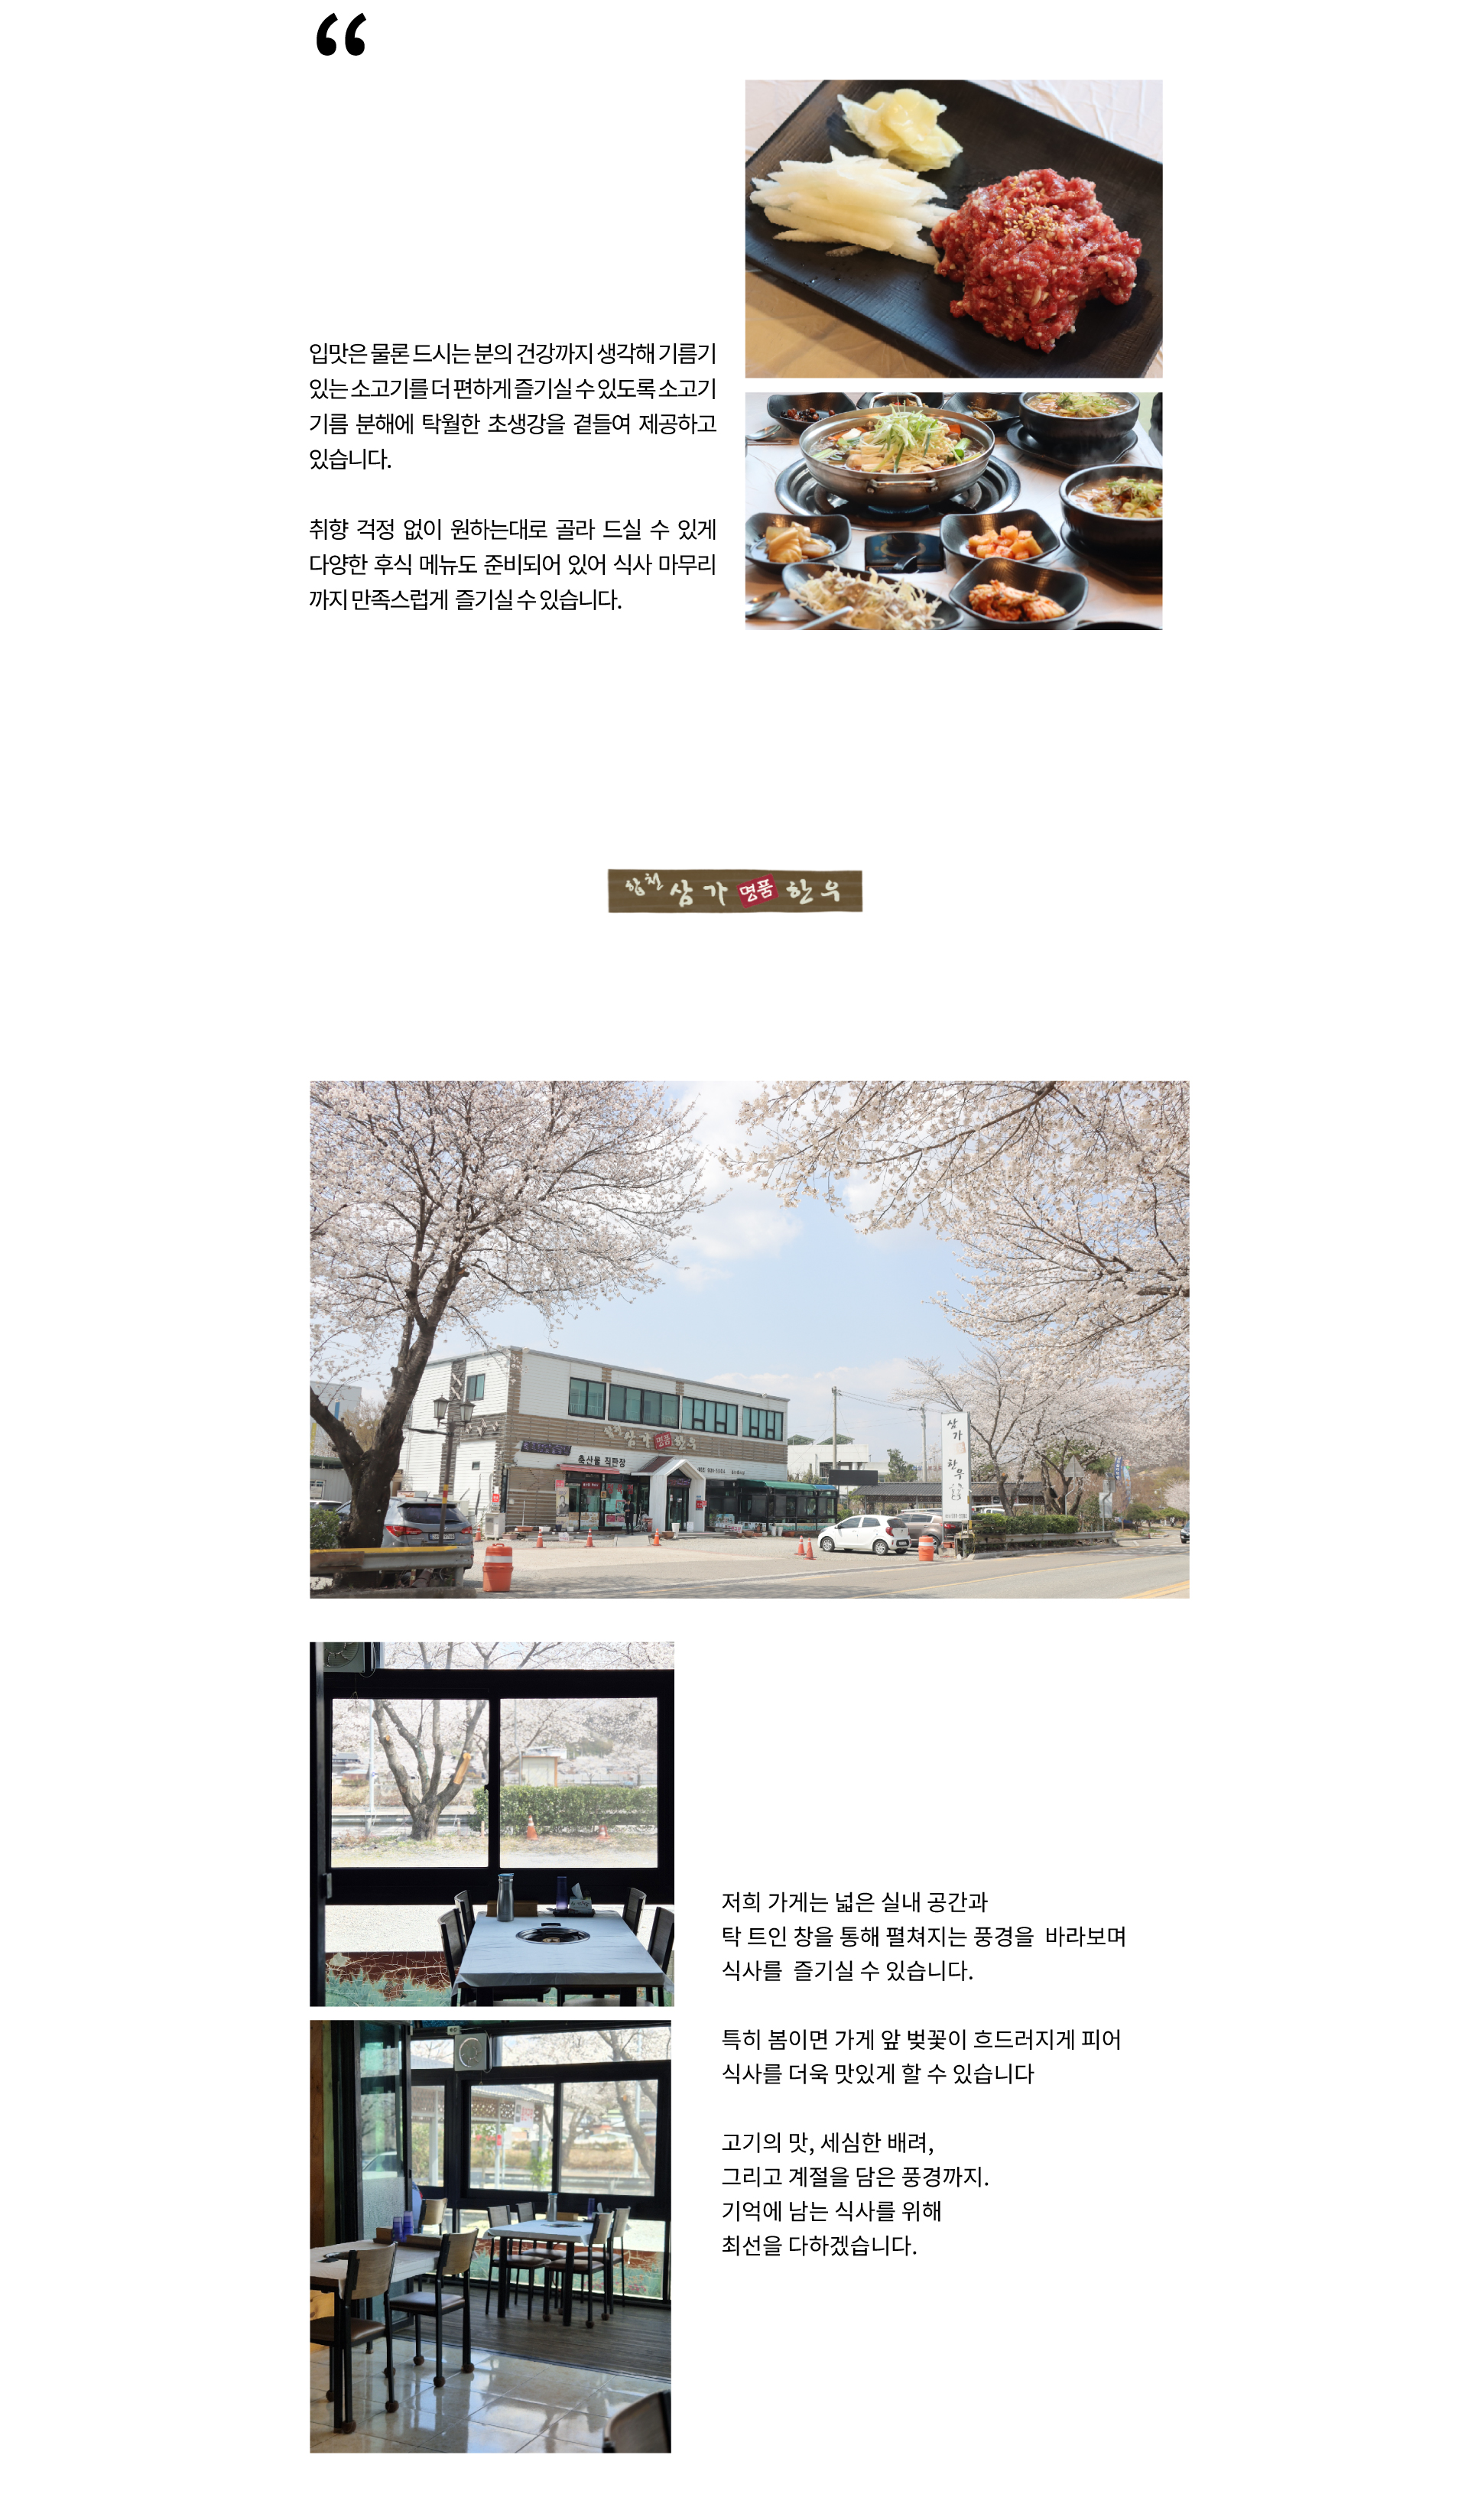 “
입맛은 물론 드시는 분의 건강까지 생각해 기름기
있는 소고기를 더 편하게 즐기실 수 있도록 소고기
기름 분해에 탁월한 초생강을 곁들여 제공하고
있습니다.
취향 걱정 없이 원하는대로 골라 드실 수 있게
다양한 후식 메뉴도 준비되어 있어 식사 마무리
까지 만족스럽게 즐기실 수 있습니다.
합천 삼가 명품 한우
삼가 명품 한우
축산물 직판장
삼가
한우
저희 가게는 넓은 실내 공간과
탁 트인 창을 통해 펼쳐지는 풍경을 바라보며
식사를 즐기실 수 있습니다.
특히 봄이면 가게 앞 벚꽃이 흐드러지게 피어
식사를 더욱 맛있게 할 수 있습니다
고기의 맛, 세심한 배려,
그리고 계절을 담은 풍경까지.
기억에 남는 식사를 위해
최선을 다하겠습니다.